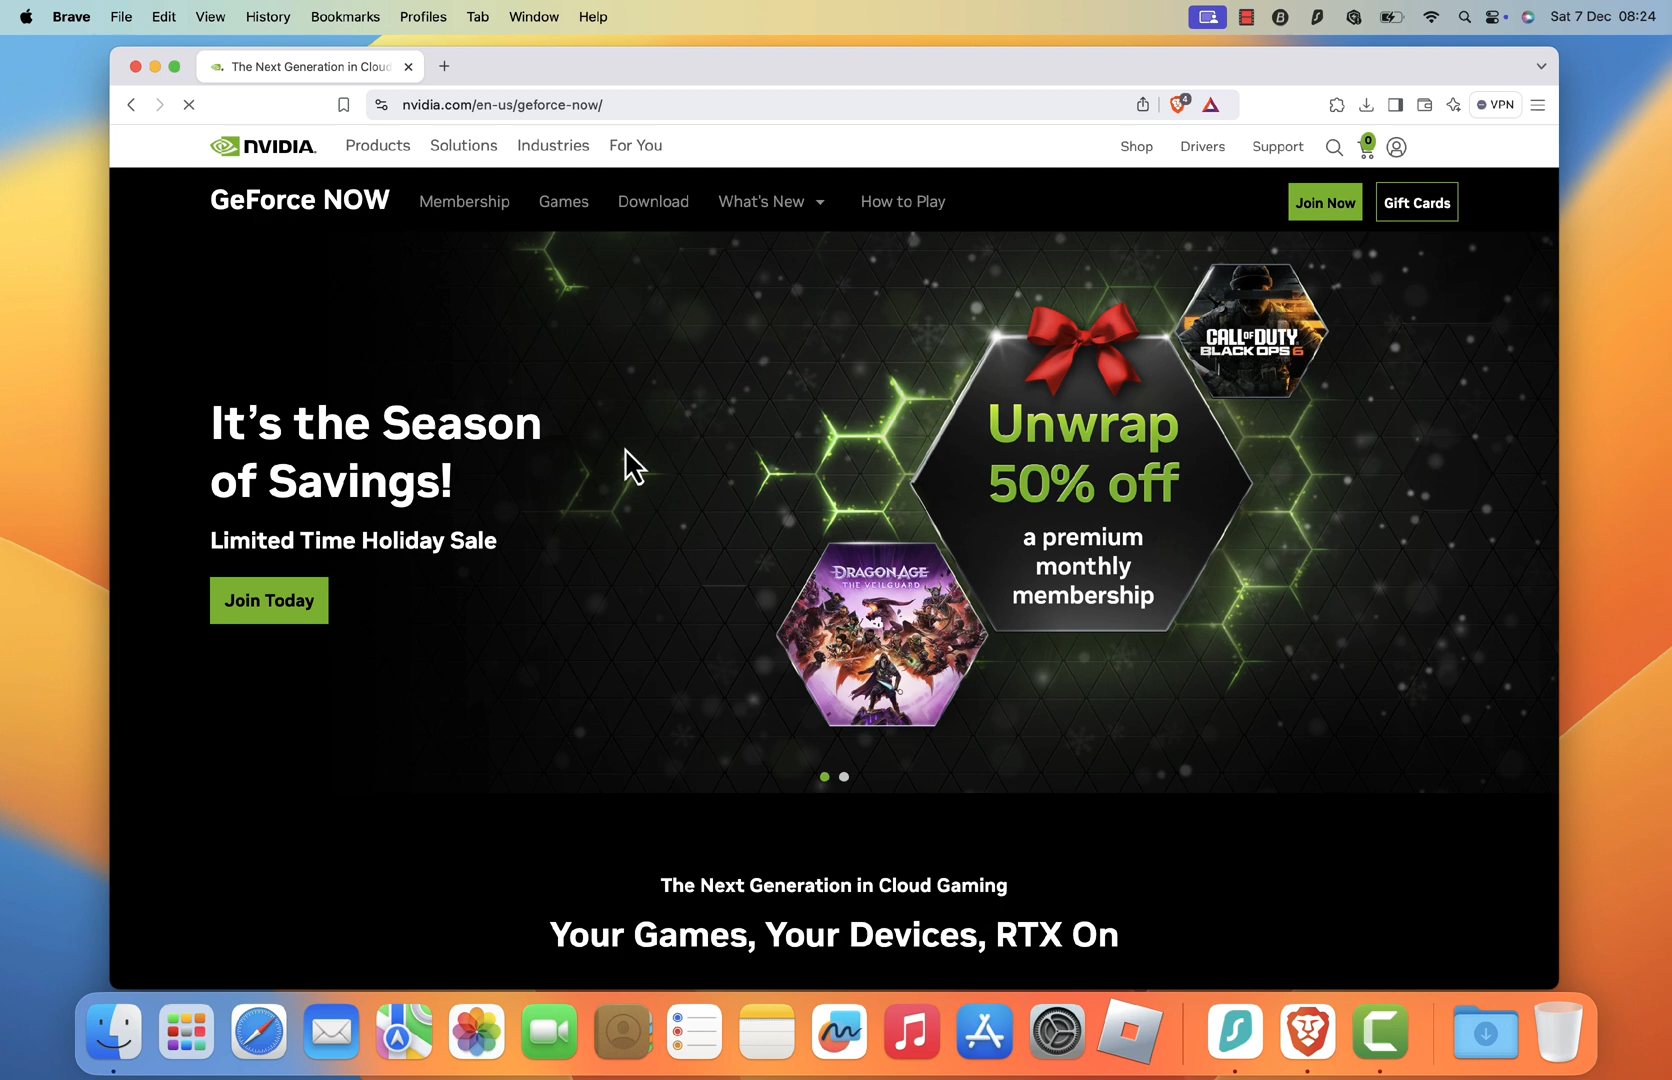 Brave File Edit View History Bookmarks Profiles Tab Window Help
Sat 7 Dec 08:24
The Next Generation in Cloud
nvidia.com/en-us/geforce-now/
4
VPN
NVIDIA. Products Solutions Industries For You
Shop Drivers Support
0
GeForce NOW Membership Games Download What's New How to Play
Join Now Gift Cards
CALL OF DUTY
BLACK OPS 6
It's the Season
of Savings!
Limited Time Holiday Sale
Join Today
Unwrap
50% off
a premium
monthly
membership
DRAGON AGE
THE VEILGUARD
The Next Generation in Cloud Gaming
Your Games, Your Devices, RTX On